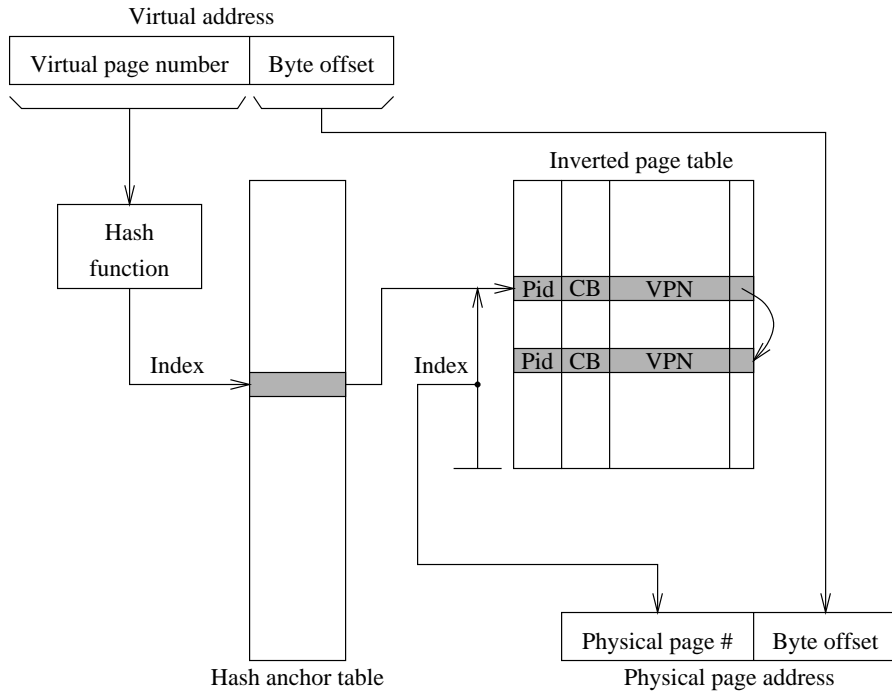 Virtual address
Virtual page number Byte offset
Inverted page table
Hash
function
Pid CB VPN
Index
Index
Pid CB VPN
Physical page # Byte offset
Hash anchor table
Physical page address